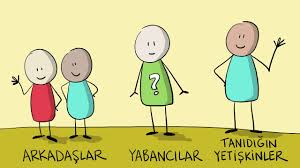 ?
ARKADAŞLAR
YABANCILAR
TANIDIĞIN
YETİŞKİNLER